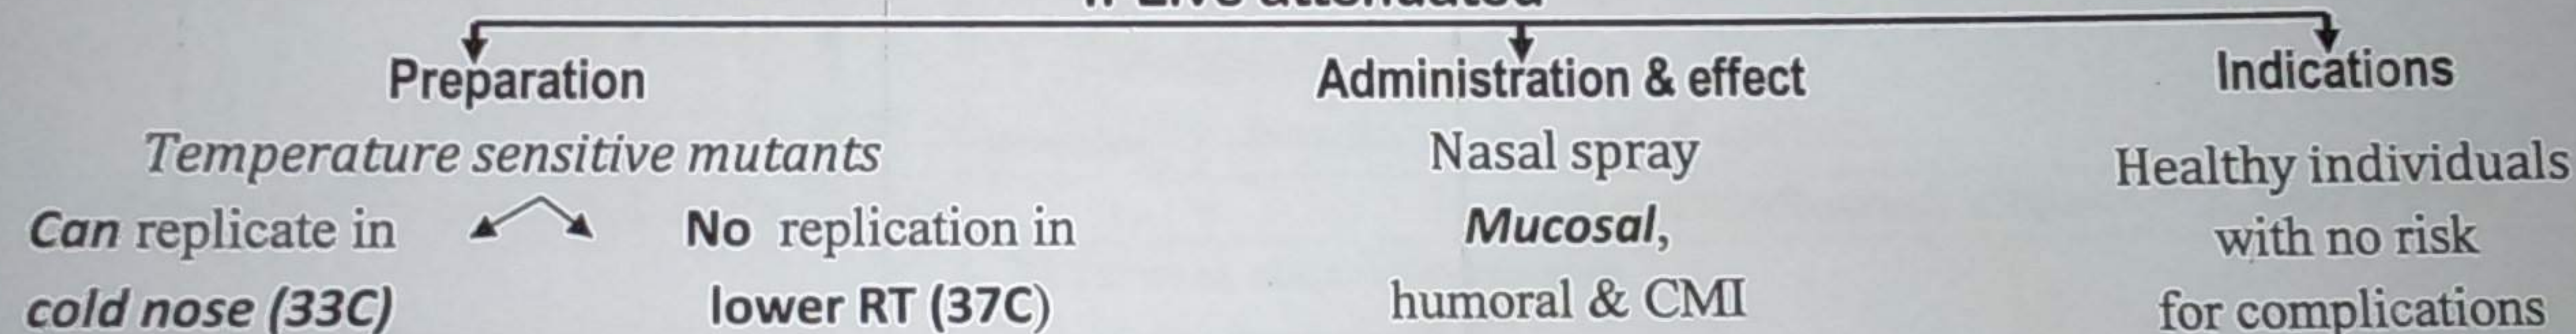 Preparation
Administration & effect
Indications
Temperature sensitive mutants
Nasal spray
Healthy individuals
Can replicate in
No replication in
Mucosal,
with no risk
cold nose (33C)
lower RT (37C)
humoral & CMI
for complications